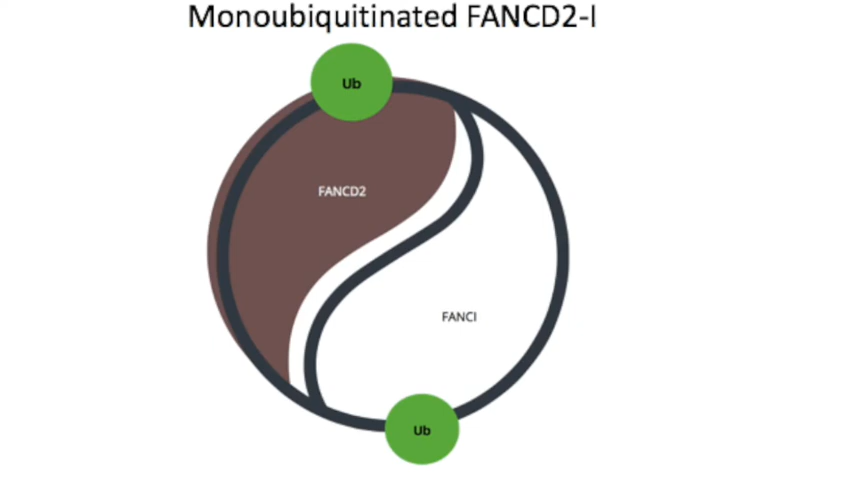 Monoubiquitinated FANCD2-I
Ub
FANCD2
FANCI
Ub